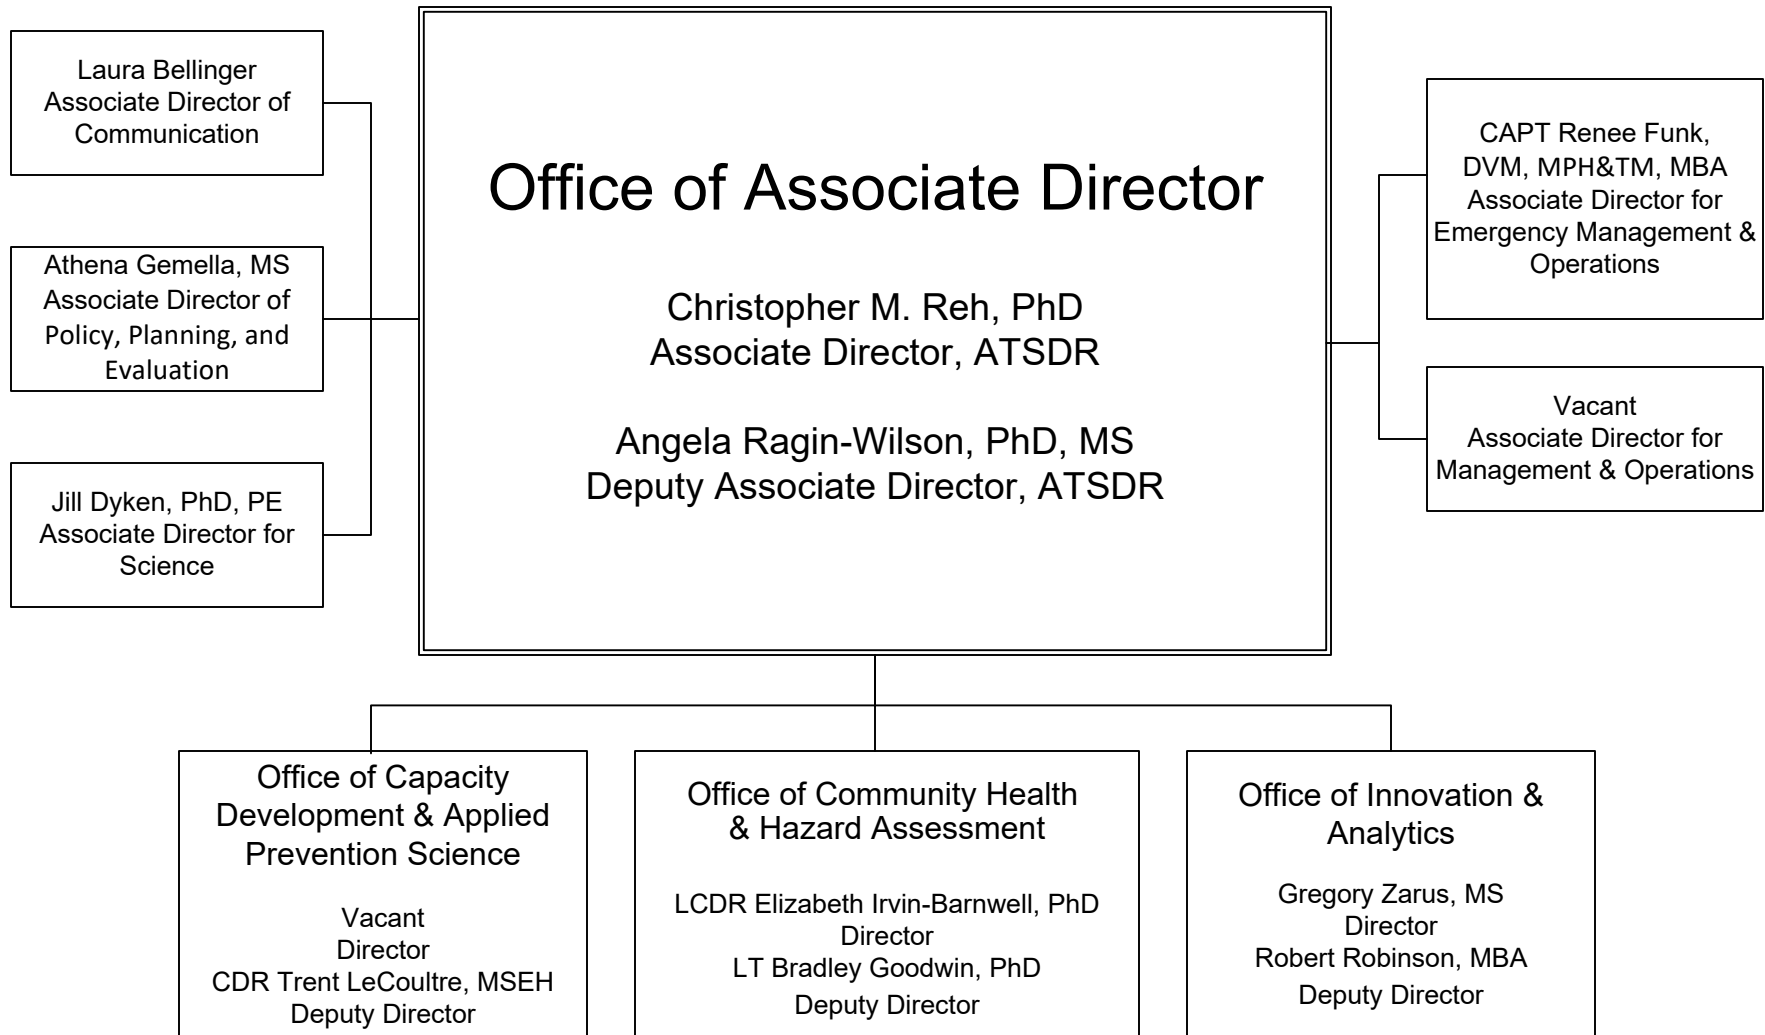 Laura Bellinger
Associate Director of
Communication
Athena Gemella, MS
Associate Director of
Policy, Planning, and
Evaluation
Jill Dyken, PhD, PE
Associate Director for
Science
Office of Associate Director
Christopher M. Reh, PhD
Associate Director, ATSDR
Angela Ragin-Wilson, PhD, MS
Deputy Associate Director, ATSDR
CAPT Renee Funk,
DVM, MPH&TM, MBA
Associate Director for
Emergency Management &
Operations
Vacant
Associate Director for
Management & Operations
Office of Capacity
Development & Applied
Prevention Science
Vacant
Director
CDR Trent LeCoultre, MSEH
Deputy Director
Office of Community Health
& Hazard Assessment
LCDR Elizabeth Irvin-Barnwell, PhD
Director
LT Bradley Goodwin, PhD
Deputy Director
Office of Innovation &
Analytics
Gregory Zarus, MS
Director
Robert Robinson, MBA
Deputy Director